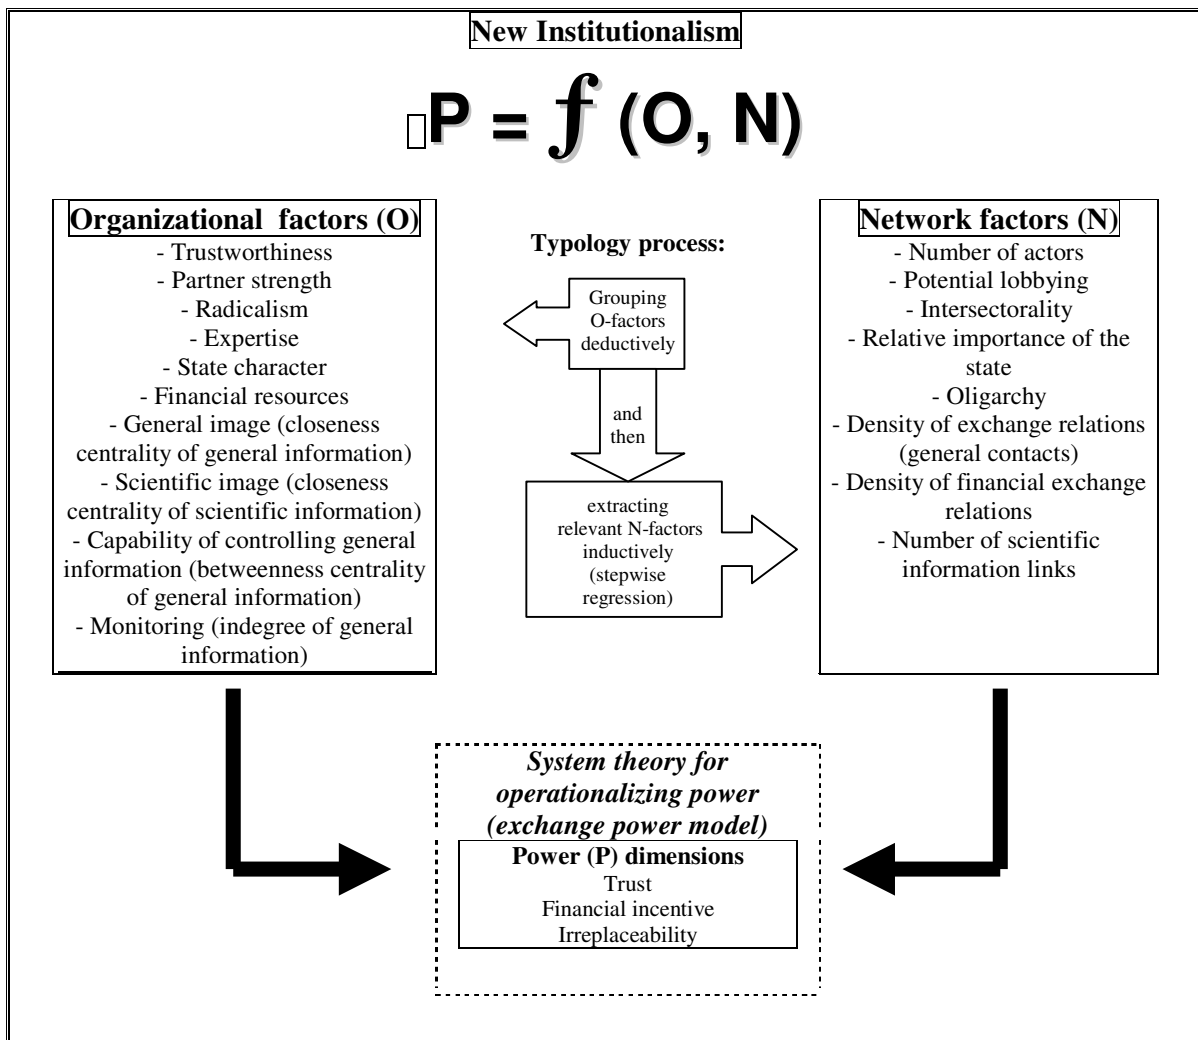 New Institutionalism
P = f (O, N)
Organizational factors (O)
- Trustworthiness
- Partner strength
- Radicalism
- Expertise
- State character
- Financial resources
- General image (closeness
centrality of general information)
- Scientific image (closeness
centrality of scientific information)
- Capability of controlling general
information (betweenness centrality
of general information)
- Monitoring (indegree of general
information)
Typology process:
Grouping
O-factors
deductively
and
then
extracting
relevant N-factors
inductively
(stepwise
regression)
Network factors (N)
- Number of actors
- Potential lobbying
- Intersectorality
- Relative importance of the
state
- Oligarchy
- Density of exchange relations
(general contacts)
- Density of financial exchange
relations
- Number of scientific
information links
System theory for
operationalizing power
(exchange power model)
Power (P) dimensions
Trust
Financial incentive
Irreplaceability